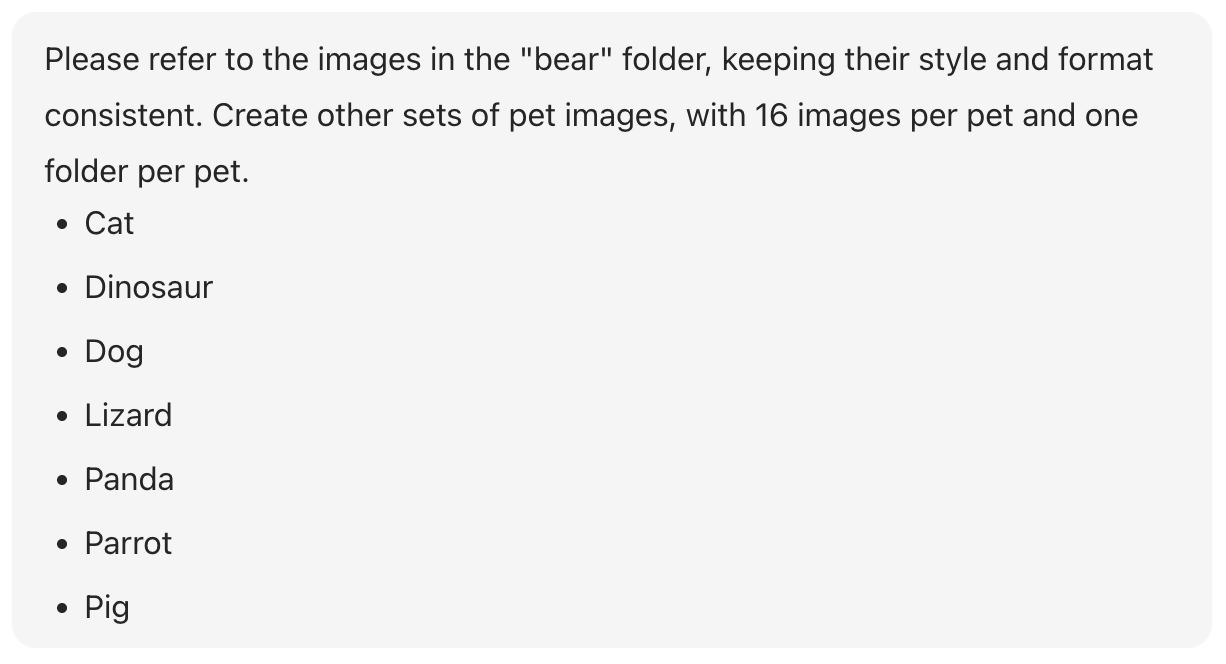 Please refer to the images in the "bear" folder, keeping their style and format
consistent. Create other sets of pet images, with 16 images per pet and one
folder per pet.
• Cat
• Dinosaur
• Dog
• Lizard
• Panda
• Parrot
• Pig